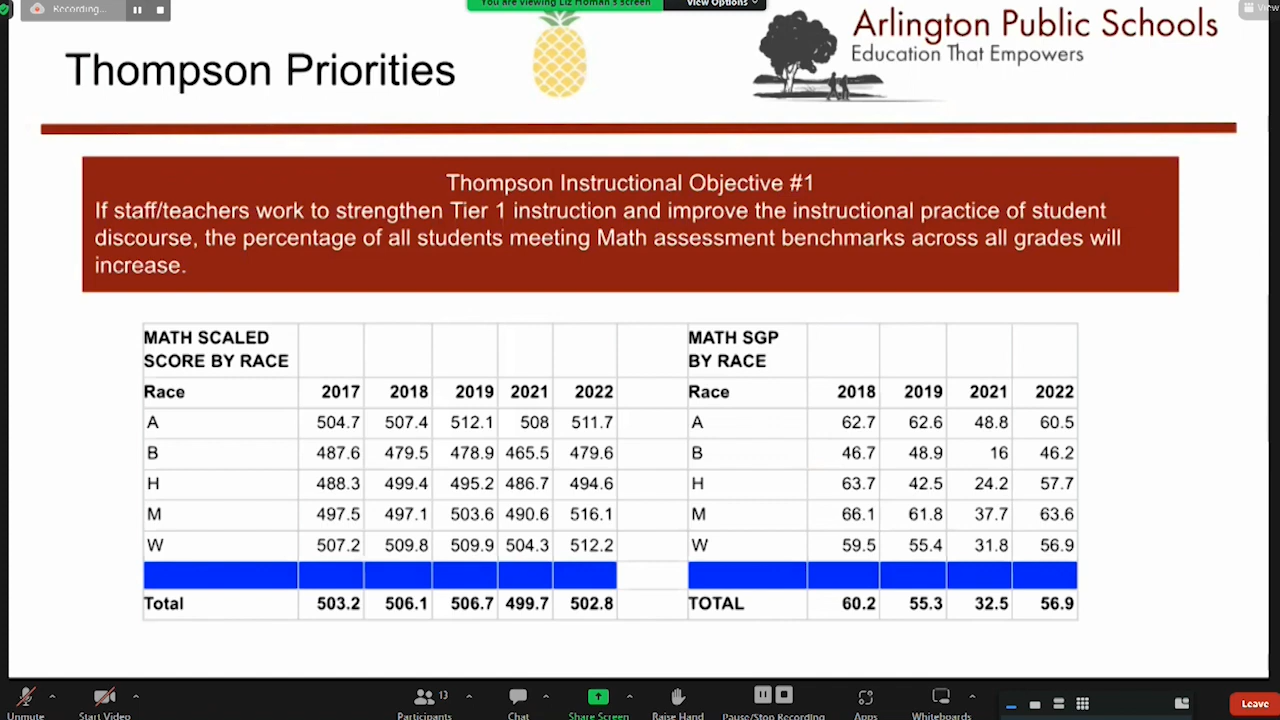 Recording...
You are viewing Liz Homan's screen
View Options
View
Thompson Priorities
Arlington Public Schools
Education That Empowers
Thompson Instructional Objective #1
If staff/teachers work to strengthen Tier 1 instruction and improve the instructional practice of student
discourse, the percentage of all students meeting Math assessment benchmarks across all grades will
increase.
MATH SCALED
SCORE BY RACE
Race 2017 2018 2019 2021 2022
A 504.7 507.4 512.1 508 511.7
B 487.6 479.5 478.9 465.5 479.6
H 488.3 499.4 495.2 486.7 494.6
M 497.5 497.1 503.6 490.6 516.1
W 507.2 509.8 509.9 504.3 512.2
Total 503.2 506.1 506.7 499.7 502.8
MATH SGP
BY RACE
Race 2018 2019 2021 2022
A 62.7 62.6 48.8 60.5
B 46.7 48.9 16 46.2
H 63.7 42.5 24.2 57.7
M 66.1 61.8 37.7 63.6
W 59.5 55.4 31.8 56.9
TOTAL 60.2 55.3 32.5 56.9
Unmute
Start Video
13
Participants
Chat
Share Screen
Raise Hand
Pause/Stop Recording
Apps
Whiteboards
Leave